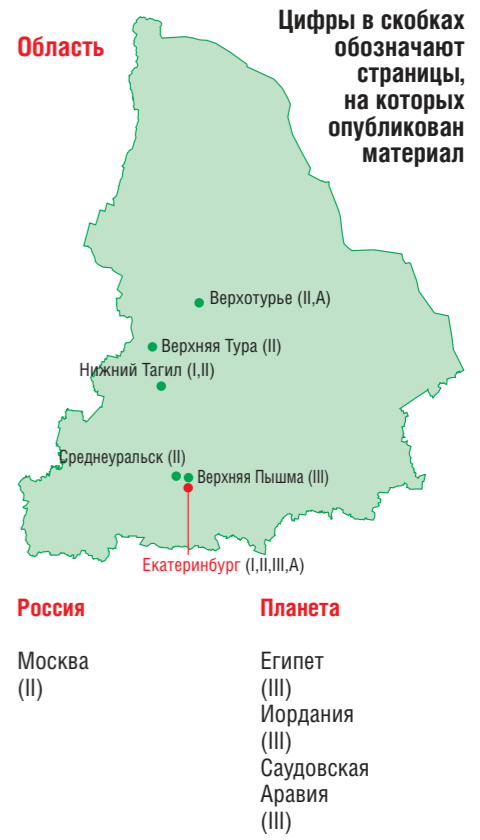 Область
Цифры в скобках
обозначают
страницы,
на которых
опубликован
материал
Верхотурье (II,А)
Верхняя Тура (II)
Нижний Тагил (I,II)
Среднеуральск (II)
Верхняя Пышма (III)
Екатеринбург (I,II,III,А)
Россия
Москва
(II)
Планета
Египет
(III)
Иордания
(III)
Саудовская
Аравия
(III)